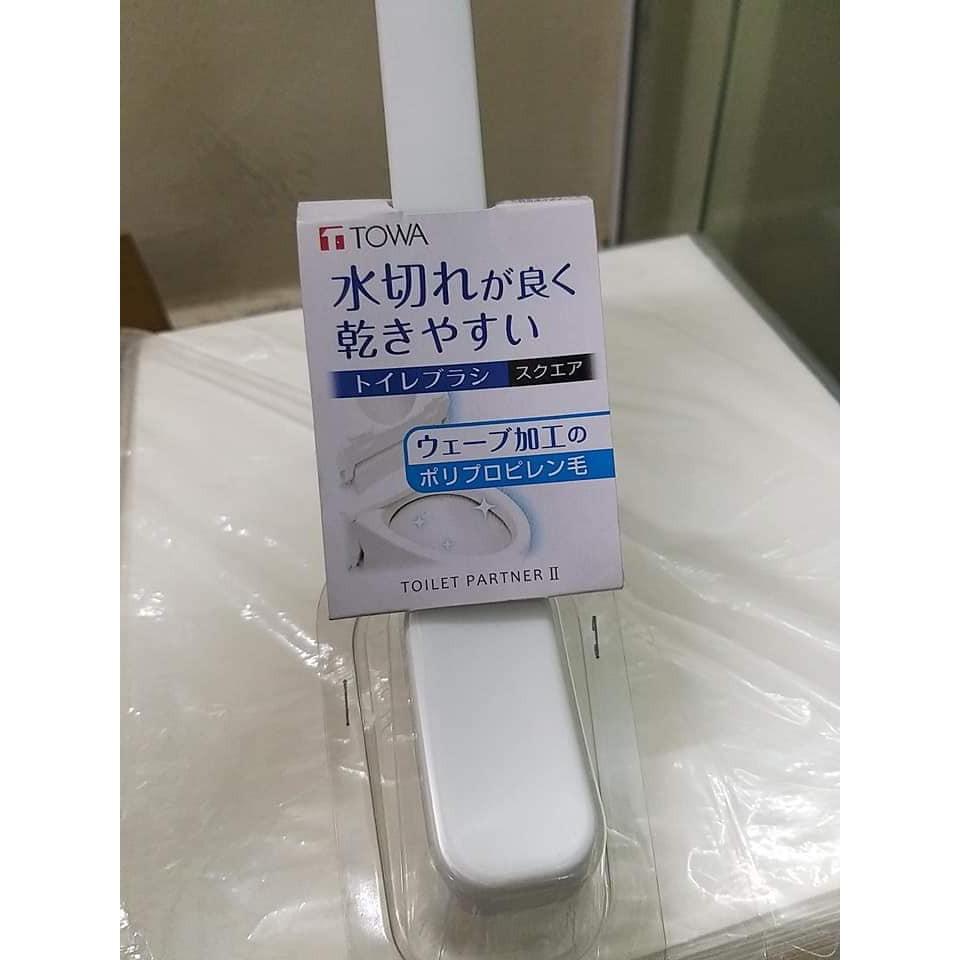 TOWA
水切れが良く
乾きやすい
トイレブラシ スクエア
ウェーブ加工の
ポリプロピレン毛
TOILET PARTNER II